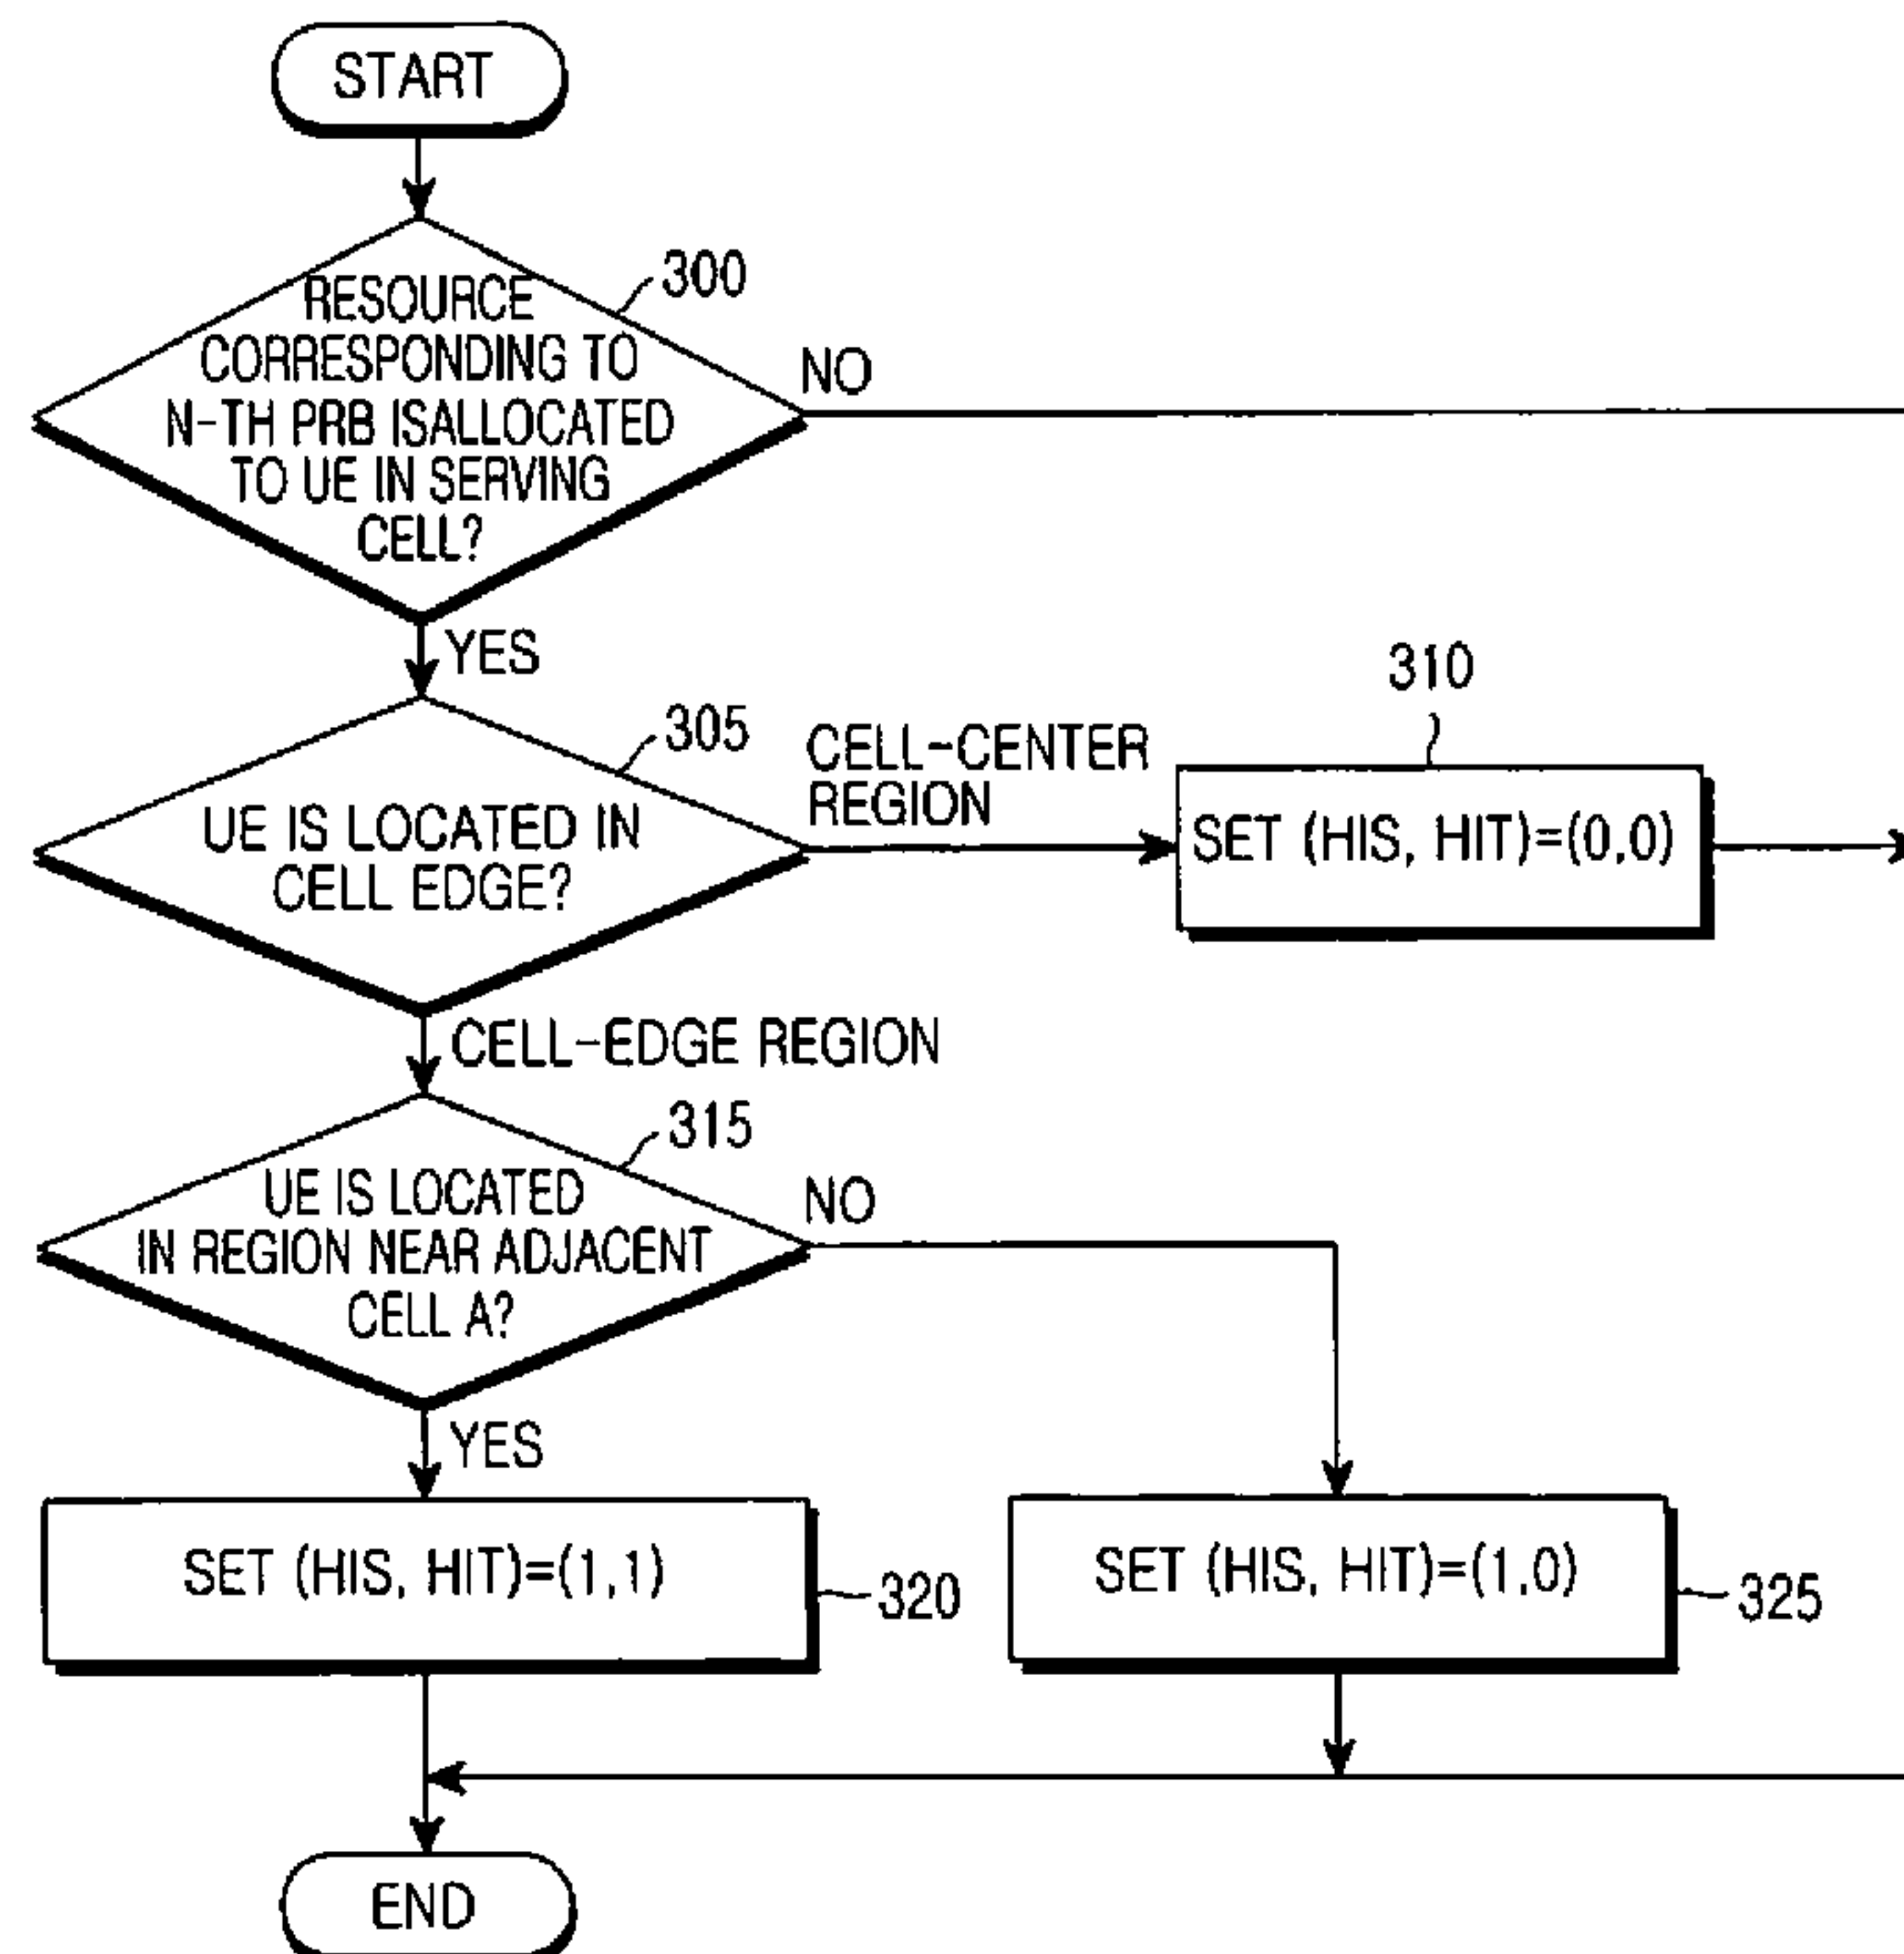 START
300
RESOURCE
CORRESPONDING TO
N-TH PRB ISALLOCATED
TO UE IN SERVING
CELL?
NO
YES
305
UE IS LOCATED IN
CELL EDGE?
CELL-CENTER
REGION
310
SET (HIS, HIT)=(0,0)
CELL-EDGE REGION
315
UE IS LOCATED
IN REGION NEAR ADJACENT
CELL A?
NO
YES
SET (HIS, HIT)=(1,1)
320
SET (HIS, HIT)=(1,0)
325
END